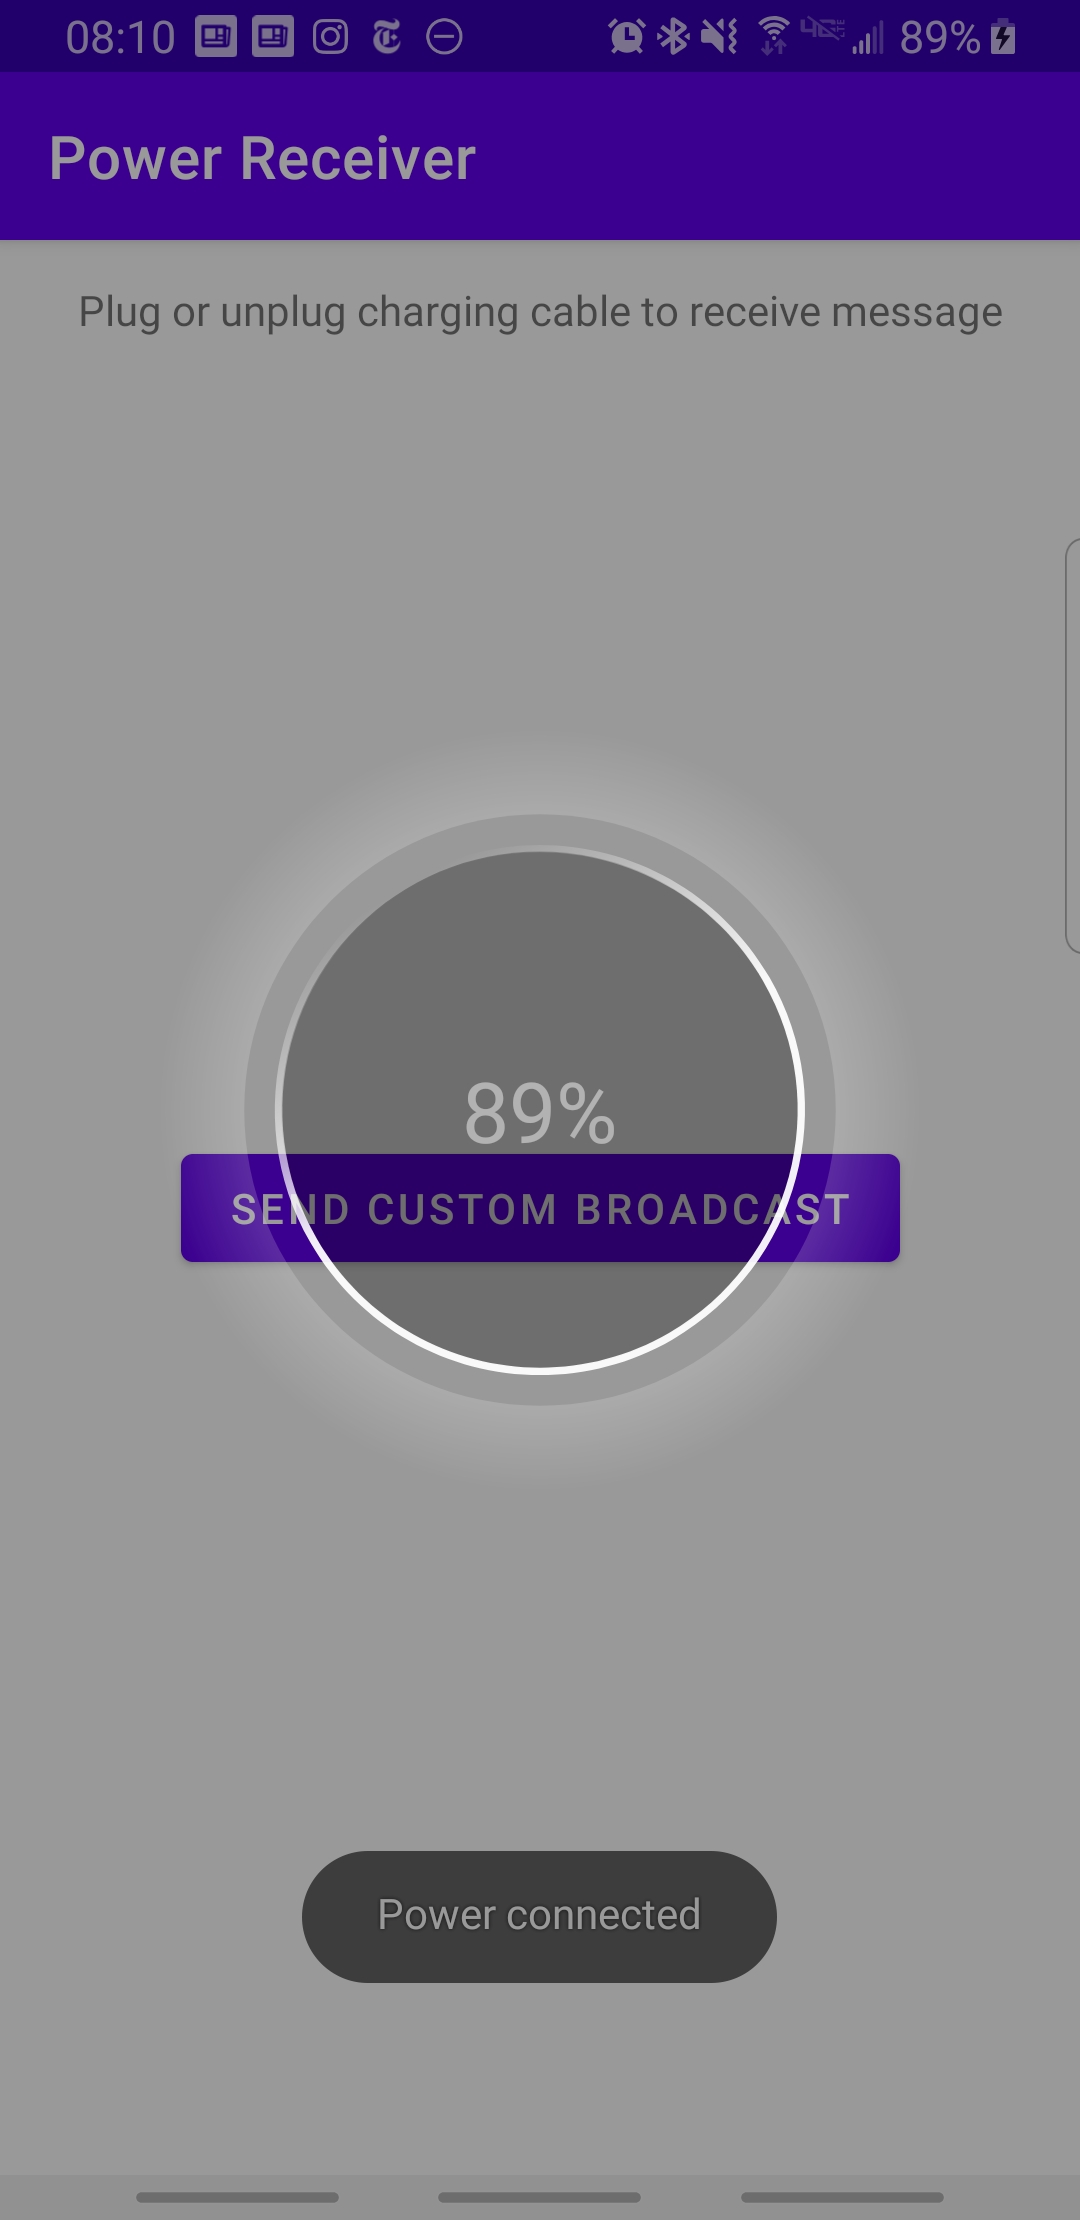 08:10 89%
Power Receiver
Plug or unplug charging cable to receive message
89%
SEND CUSTOM BROADCAST
Power connected